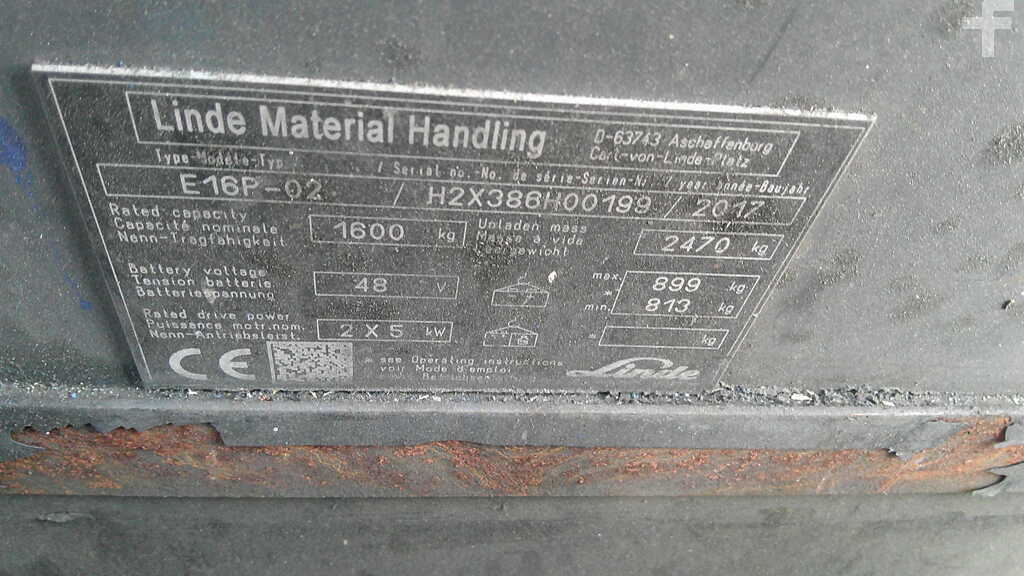 Linde Material Handling
D-63743 Aschaffenburg
Carl-von-Linde-Platz
Type-Modèle-Typ / Serial no.-No. de série-Serien-Nr. / year
E16P-02 / H2X386H00199 / 2017
Rated capacity
Capacité nominale
Nenn-Tragfähigkeit
1600 kg
Unladen mass
Masse à vide
2470 kg
Battery voltage
Tension batterie
Batteriespannung
48 V
max. 899 kg
*
min. 813 kg
Rated drive power
Puissance motr.nom.
Nenn-Antriebsleist.
2 X 5 kW
= kg
CE
* see Operating instructions
voir Mode d'emploi
Linde
f